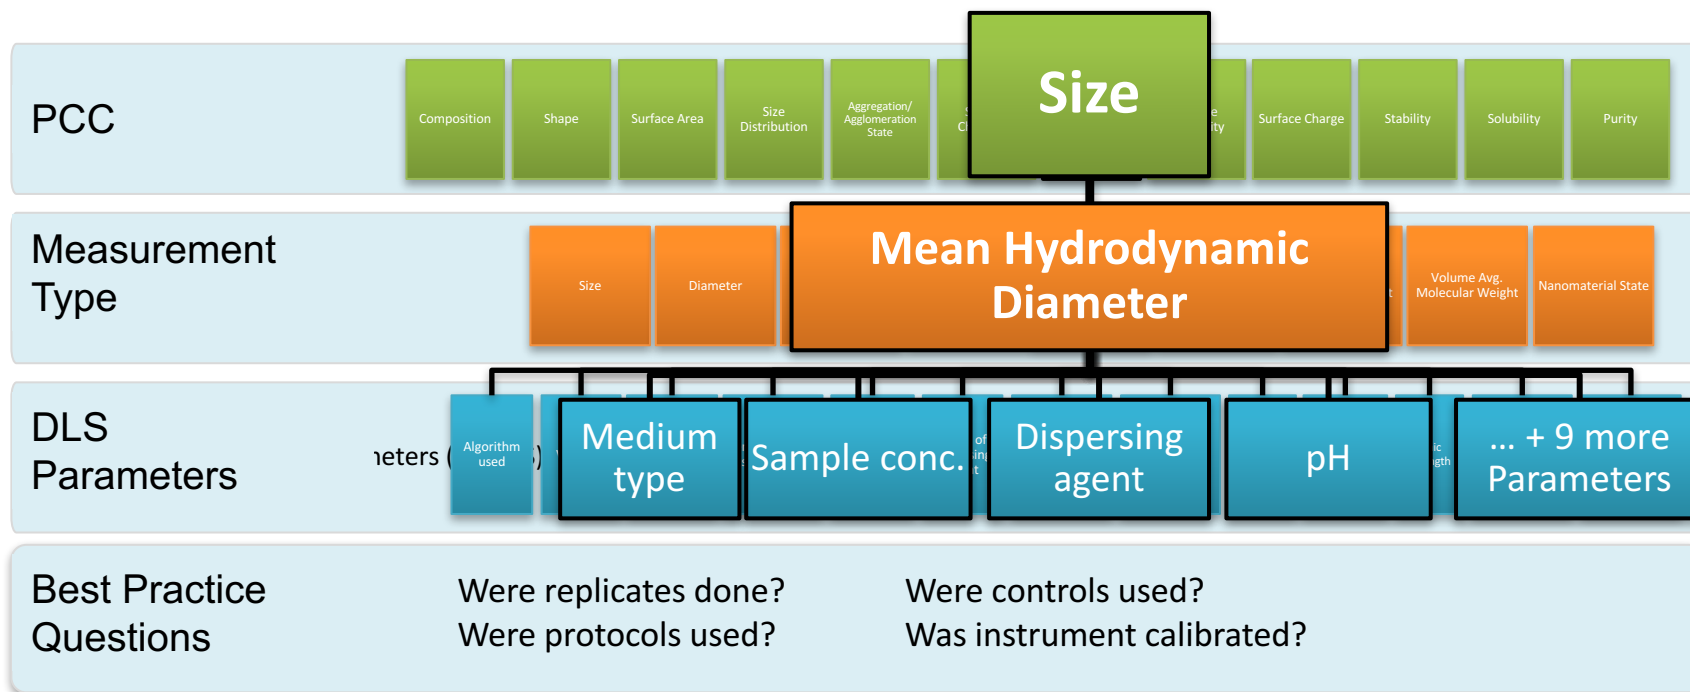 PCC
Composition
Shape
Surface Area
Size
Distribution
Aggregation/
Agglomeration
State
Size
Surface Charge
Stability
Solubility
Purity
Measurement
Type
Size
Diameter
Mean Hydrodynamic
Diameter
Volume Avg.
Molecular Weight
Nanomaterial State
DLS
Parameters
Algorithm
used
Medium
type
Sample conc.
Dispersing
agent
pH
... + 9 more
Parameters
Best Practice
Questions
Were replicates done?
Were protocols used?
Were controls used?
Was instrument calibrated?